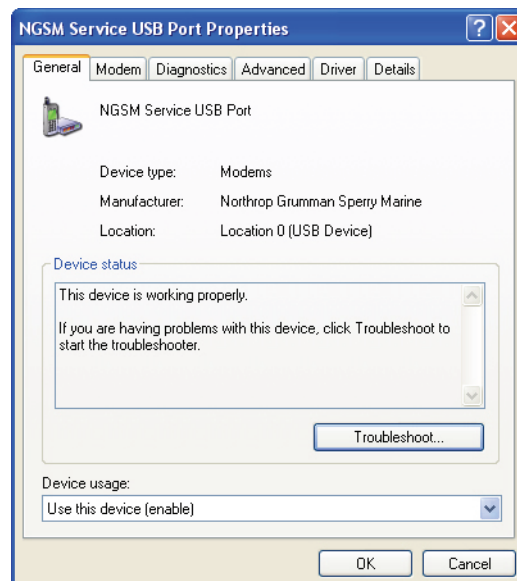 NGSM Service USB Port Properties
General Modem Diagnostics Advanced Driver Details
NGSM Service USB Port
Device type: Modems
Manufacturer: Northrop Grumman Sperry Marine
Location: Location 0 (USB Device)
Device status
This device is working properly.
If you are having problems with this device, click Troubleshoot to
start the troubleshooter.
Troubleshoot...
Device usage:
Use this device (enable)
OK Cancel